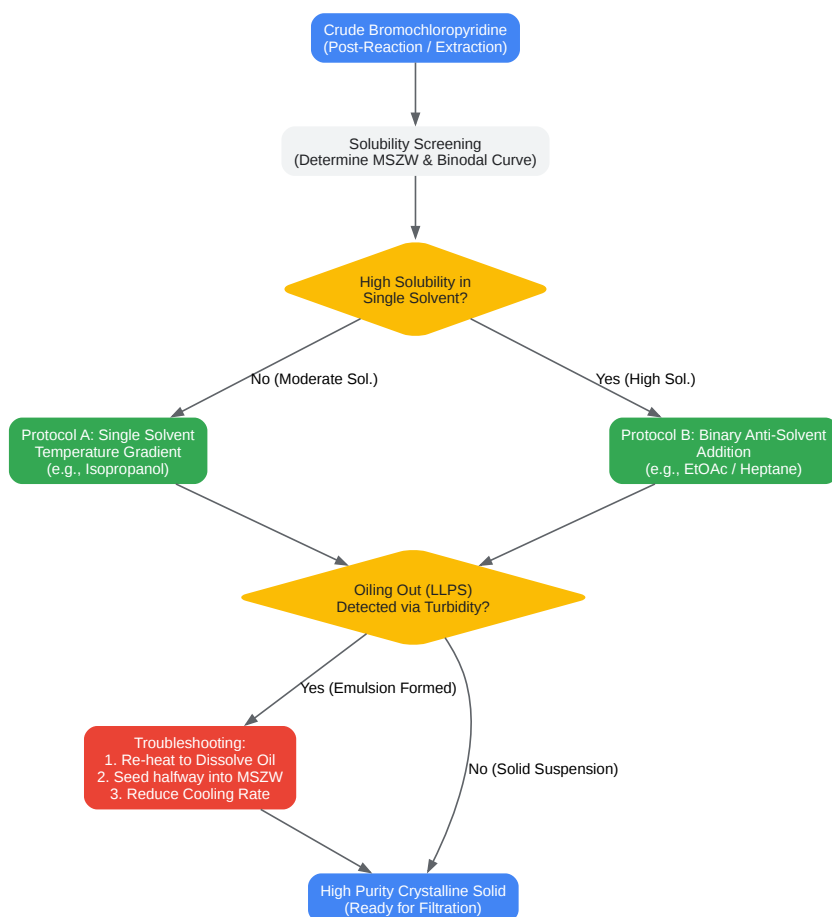 Crude Bromochloropyridine
(Post-Reaction / Extraction)
Solubility Screening
(Determine MSZW & Binodal Curve)
High Solubility in
Single Solvent?
No (Moderate Sol.)
Yes (High Sol.)
Protocol A: Single Solvent
Temperature Gradient
(e.g., Isopropanol)
Protocol B: Binary Anti-Solvent
Addition
(e.g., EtOAc / Heptane)
Oiling Out (LLPS)
Detected via Turbidity?
Yes (Emulsion Formed)
Troubleshooting:
1. Re-heat to Dissolve Oil
2. Seed halfway into MSZW
3. Reduce Cooling Rate
No (Solid Suspension)
High Purity Crystalline Solid
(Ready for Filtration)